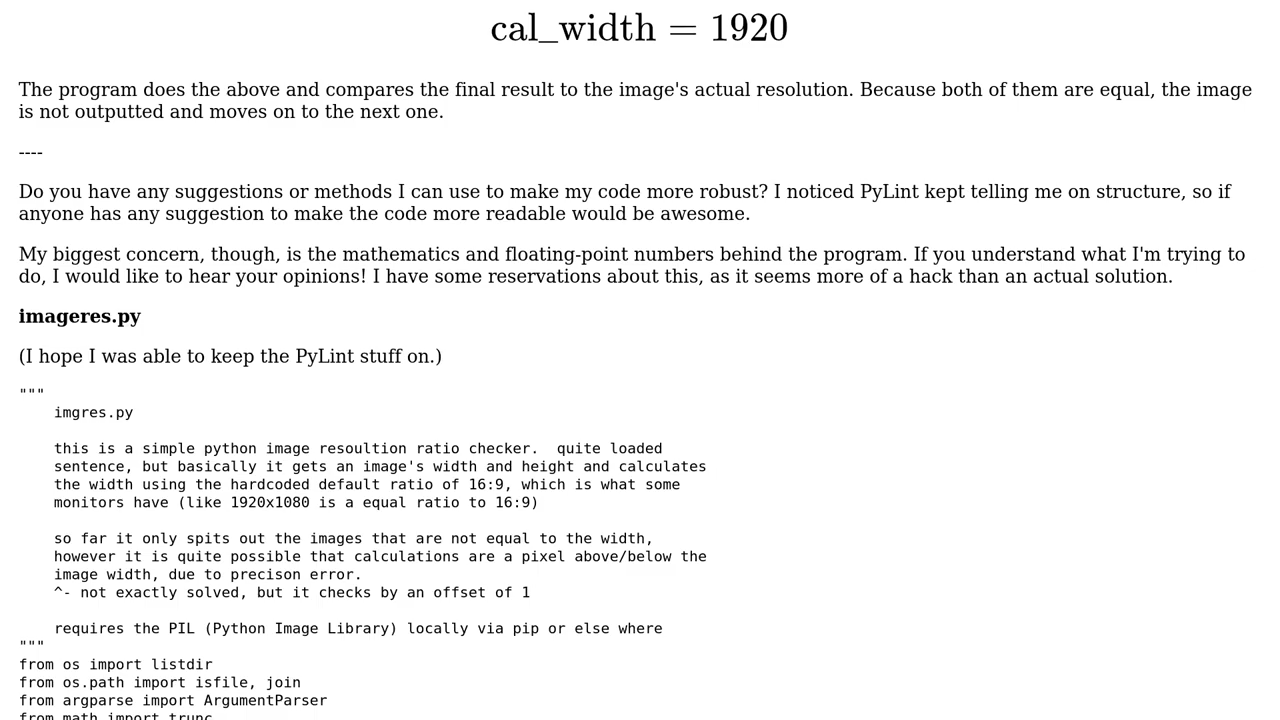 cal_width = 1920
The program does the above and compares the final result to the image's actual resolution. Because both of them are equal, the image
is not outputted and moves on to the next one.
----
Do you have any suggestions or methods I can use to make my code more robust? I noticed PyLint kept telling me on structure, so if
anyone has any suggestion to make the code more readable would be awesome.
My biggest concern, though, is the mathematics and floating-point numbers behind the program. If you understand what I'm trying to
do, I would like to hear your opinions! I have some reservations about this, as it seems more of a hack than an actual solution.
imageres.py
(I hope I was able to keep the PyLint stuff on.)
"""
    imgres.py
    this is a simple python image resoultion ratio checker.  quite loaded
    sentence, but basically it gets an image's width and height and calculates
    the width using the hardcoded default ratio of 16:9, which is what some
    monitors have (like 1920x1080 is a equal ratio to 16:9)
    so far it only spits out the images that are not equal to the width,
    however it is quite possible that calculations are a pixel above/below the
    image width, due to precison error.
    ^- not exactly solved, but it checks by an offset of 1
    requires the PIL (Python Image Library) locally via pip or else where
"""
from os import listdir
from os.path import isfile, join
from argparse import ArgumentParser
from math import trunc